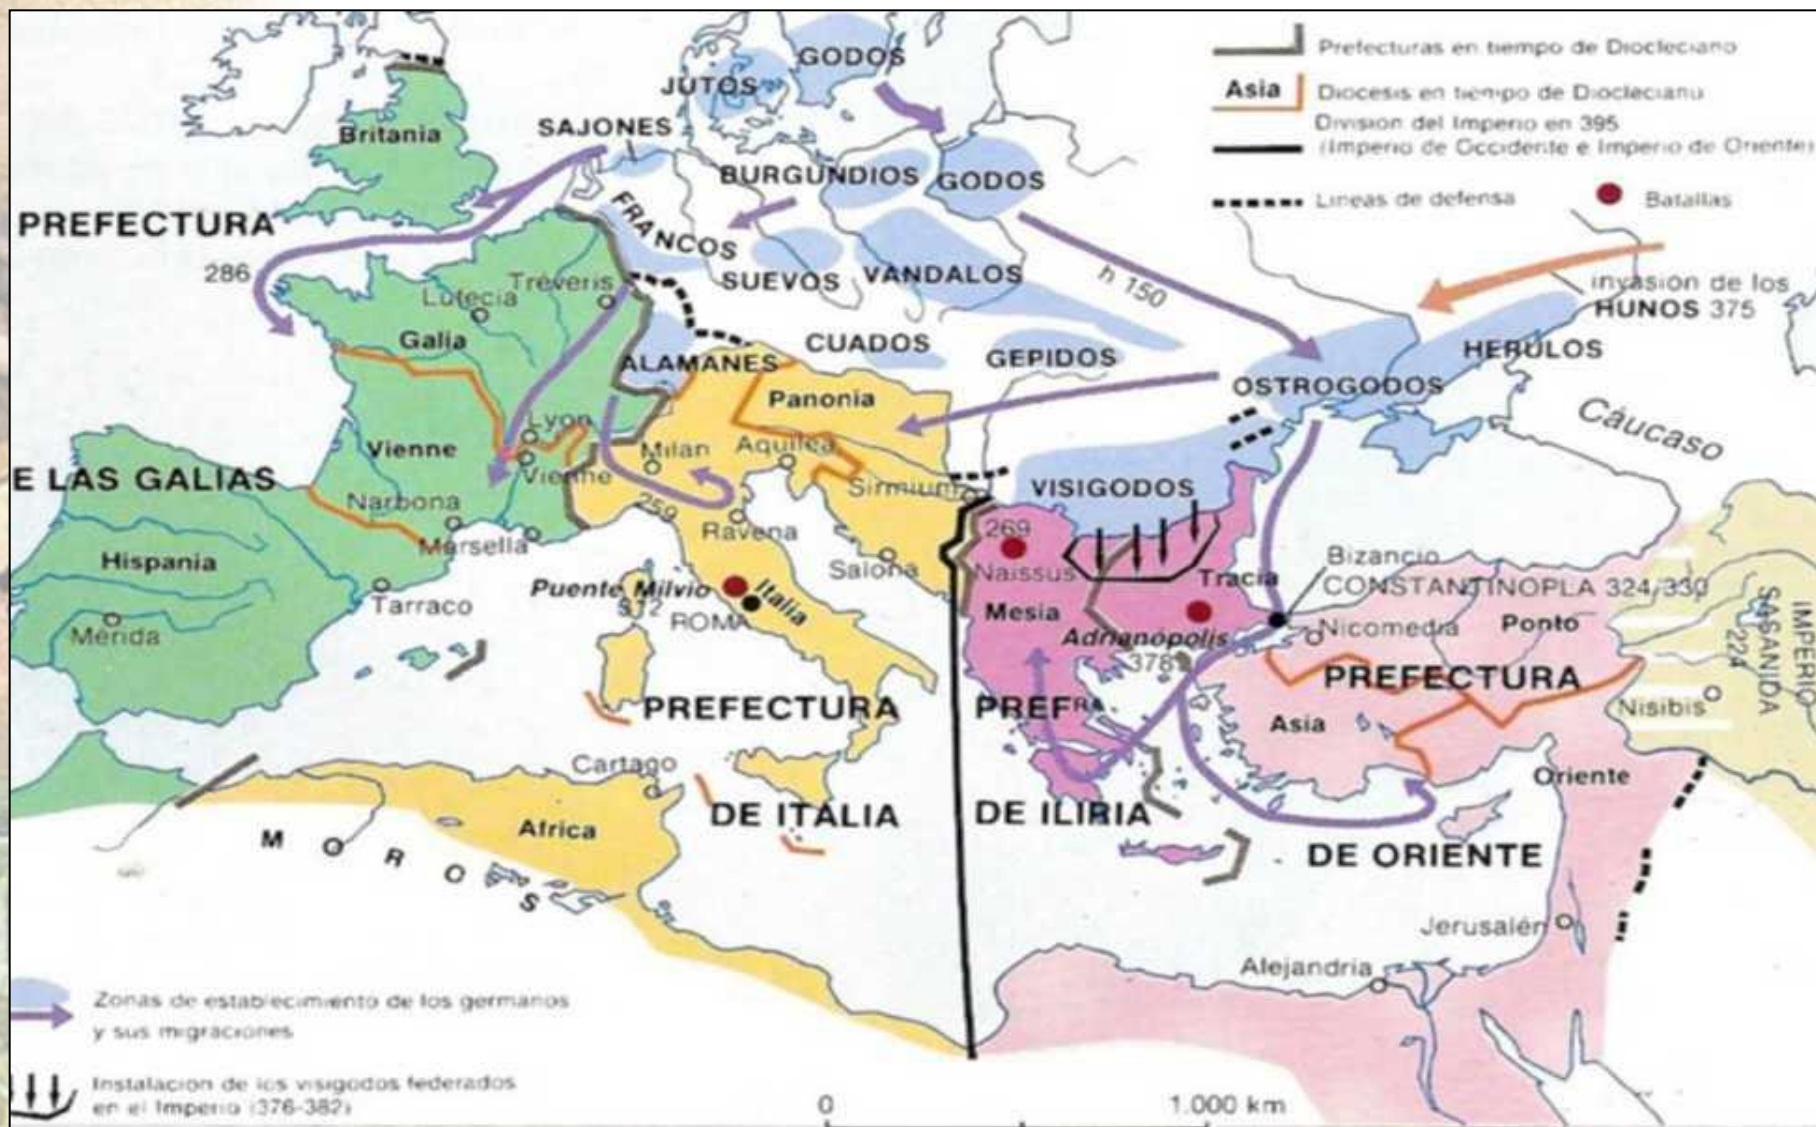 Prefecturas en tiempo de Diocleciano
Asia
Diocesis en tiempo de Diocleciano
Division del Imperio en 395
(Imperio de Occidente e Imperio de Oriente)
Lineas de defensa
Batallas
GODOS
JUTOS
SAJONES
Britania
BURGUNDIOS
GODOS
PREFECTURA
FRANCOS
286
SUEVOS
VANDALOS
h 150
invasion de los
HUNOS 375
Treveris
Lutecia
Galia
ALAMANES
CUADOS
GEPIDOS
HERULOS
OSTROGODOS
Panonia
Cáucaso
Lyon
Vienne
Milan
Aquilea
E LAS GALIAS
Vienne
Narbona
Sirmium
VISIGODOS
259
Ravena
269
Marsella
Hispania
Salona
Naissus
Tracia
Bizancio
CONSTANTINOPLA 324/330
Puente Milvio
312
Italia
ROMA
Tarraco
Mérida
Mesia
Adrianópolis
378
Nicomedia
Ponto
IMPERIO
SASANIDA
224
PREFECTURA
PREFRA
PREFECTURA
Nisibis
Asia
Cartago
Oriente
DE ITALIA
DE ILIRIA
Africa
MOROS
DE ORIENTE
Jerusalén
Alejandria
Zonas de establecimiento de los germanos
y sus migraciones
Instalacion de los visigodos federados
en el Imperio (376-382)
0
1.000 km